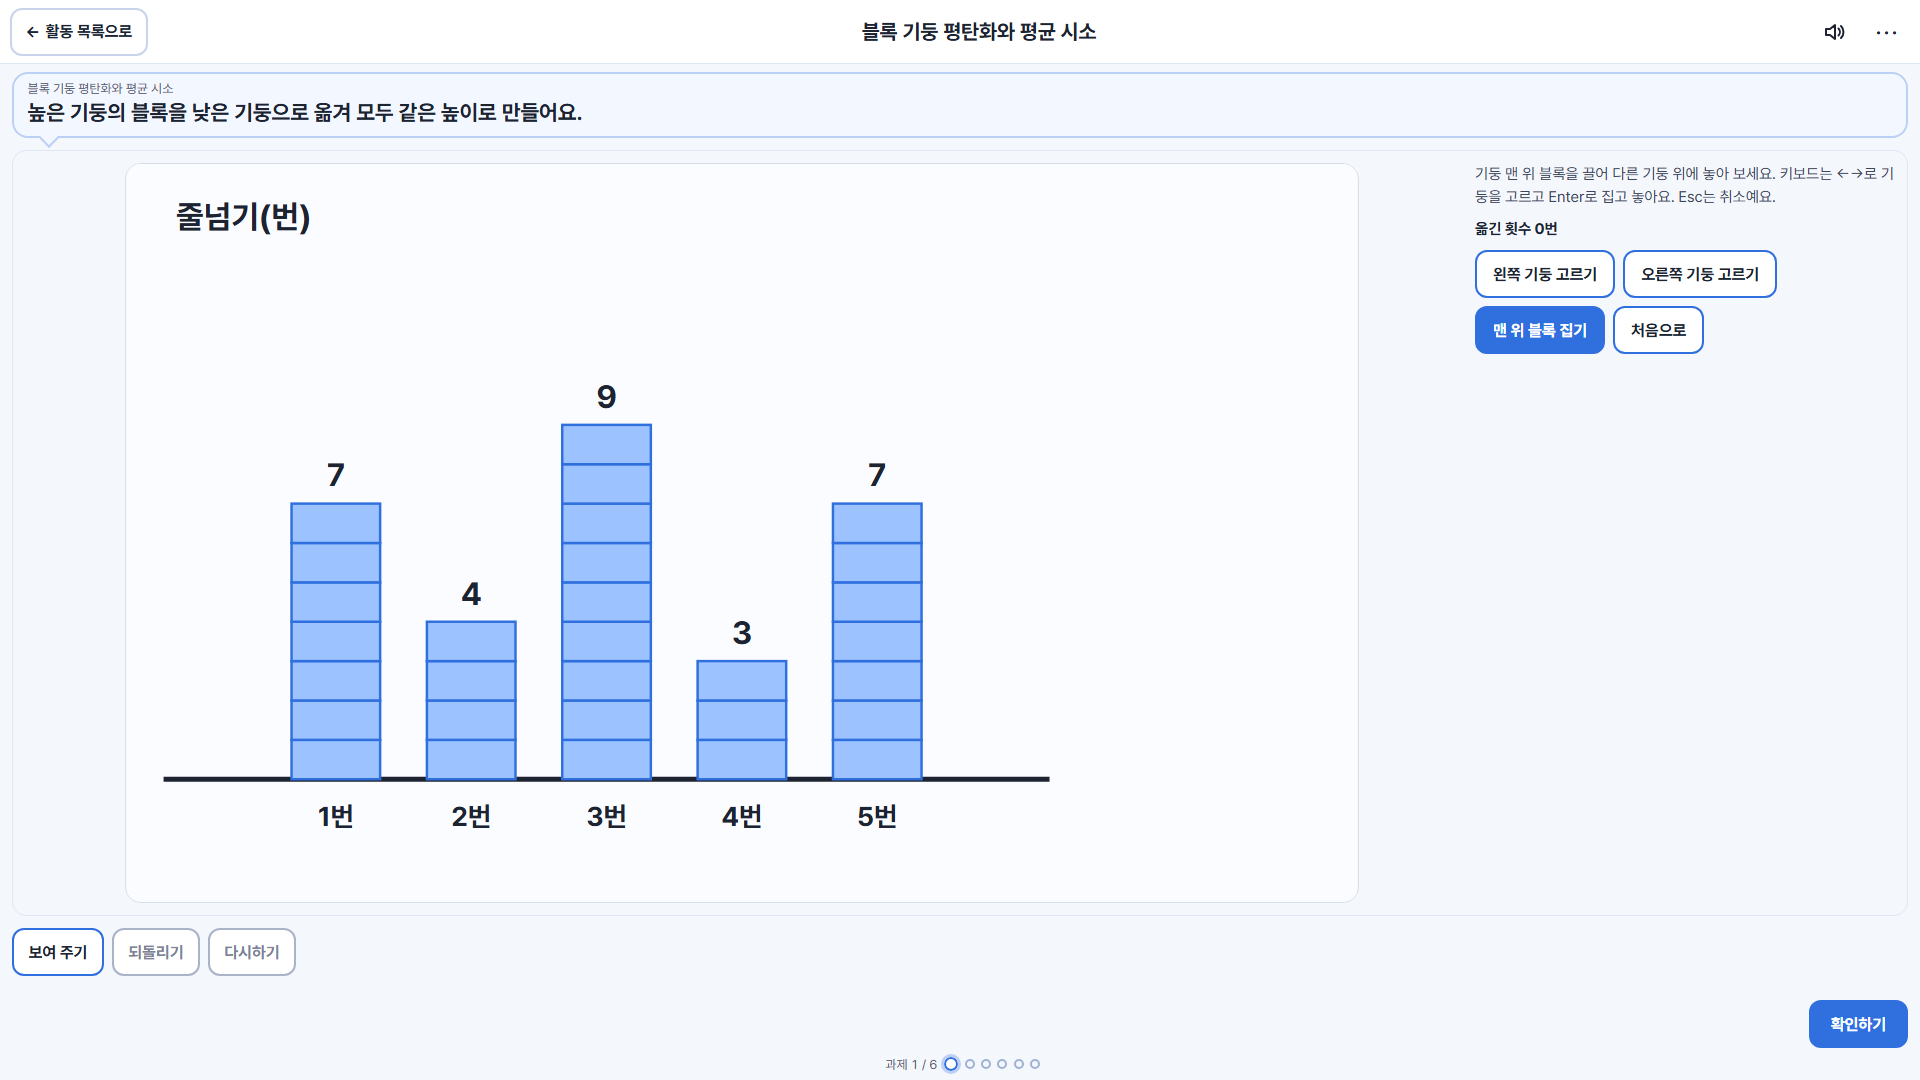 ← 활동 목록으로
블록 기둥 평탄화와 평균 시소
블록 기둥 평탄화와 평균 시소
높은 기둥의 블록을 낮은 기둥으로 옮겨 모두 같은 높이로 만들어요.
줄넘기(번)
9
7
7
4
3
1번 2번 3번 4번 5번
기둥 맨 위 블록을 끌어 다른 기둥 위에 놓아 보세요. 키보드는 ←→로 기
둥을 고르고 Enter로 집고 놓아요. Esc는 취소예요.
옮긴 횟수 0번
왼쪽 기둥 고르기 오른쪽 기둥 고르기
맨 위 블록 집기 처음으로
보여 주기 되돌리기 다시하기
확인하기
과제 1 / 6